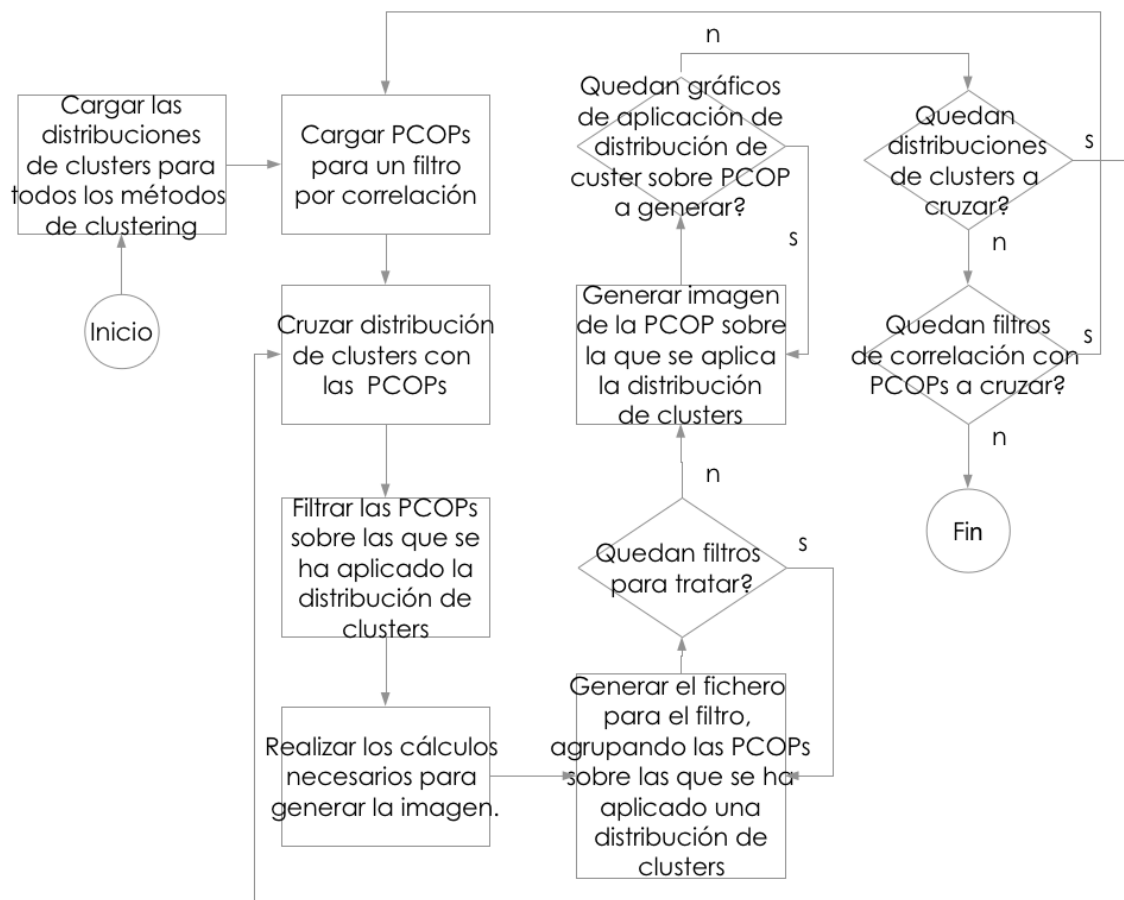 Inicio
Cargar las
distribuciones
de clusters para
todos los métodos
de clustering
Cargar PCOPs
para un filtro
por correlación
Cruzar distribución
de clusters con
las PCOPs
Filtrar las PCOPs
sobre las que se
ha aplicado la
distribución de
clusters
Realizar los cálculos
necesarios para
generar la imagen.
Generar el fichero
para el filtro,
agrupando las PCOPs
sobre las que se ha
aplicado una
distribución de
clusters
Quedan filtros
para tratar?
s
n
Generar imagen
de la PCOP sobre
la que se aplica
la distribución
de clusters
Quedan gráficos
de aplicación de
distribución de
custer sobre PCOP
a generar?
s
n
Quedan
distribuciones
de clusters a
cruzar?
s
n
Quedan filtros
de correlación con
PCOPs a cruzar?
s
n
Fin